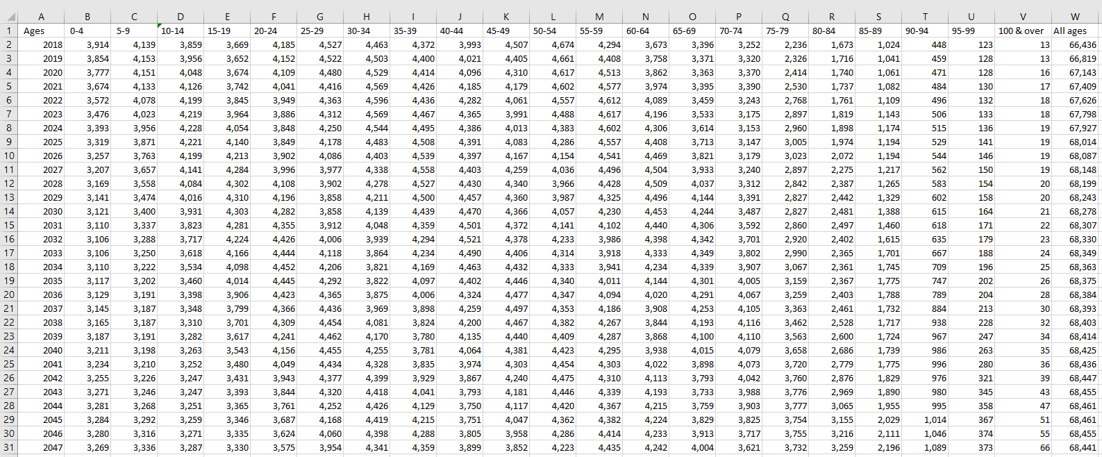 A B C D E F G H I J K L M N O P Q R S T U V W
1 Ages 0-4 5-9 10-14 15-19 20-24 25-29 30-34 35-39 40-44 45-49 50-54 55-59 60-64 65-69 70-74 75-79 80-84 85-89 90-94 95-99 100 & over All ages
2 2018 3,914 4,139 3,859 3,669 4,185 4,527 4,463 4,372 3,993 4,507 4,674 4,294 3,673 3,396 3,252 2,236 1,673 1,024 448 123 13 66,436
3 2019 3,854 4,153 3,956 3,652 4,152 4,522 4,503 4,400 4,021 4,405 4,661 4,408 3,758 3,371 3,320 2,326 1,716 1,041 459 128 13 66,819
4 2020 3,777 4,151 4,048 3,674 4,109 4,480 4,529 4,414 4,096 4,310 4,617 4,513 3,862 3,363 3,370 2,414 1,740 1,061 471 128 16 67,143
5 2021 3,674 4,133 4,126 3,742 4,041 4,416 4,569 4,426 4,185 4,179 4,602 4,577 3,974 3,395 3,390 2,530 1,737 1,082 484 130 17 67,409
6 2022 3,572 4,078 4,199 3,845 3,949 4,363 4,596 4,436 4,282 4,061 4,557 4,612 4,089 3,459 3,243 2,768 1,761 1,109 496 132 18 67,626
7 2023 3,476 4,023 4,219 3,964 3,886 4,312 4,569 4,467 4,365 3,991 4,488 4,617 4,196 3,533 3,175 2,897 1,819 1,143 506 133 18 67,798
8 2024 3,393 3,956 4,228 4,054 3,848 4,250 4,544 4,495 4,386 4,013 4,383 4,602 4,306 3,614 3,153 2,960 1,898 1,174 515 136 19 67,927
9 2025 3,319 3,871 4,221 4,140 3,849 4,178 4,483 4,508 4,391 4,083 4,286 4,557 4,408 3,713 3,147 3,005 1,974 1,194 529 141 19 68,014
10 2026 3,257 3,763 4,199 4,213 3,902 4,086 4,403 4,539 4,397 4,167 4,154 4,541 4,469 3,821 3,179 3,023 2,072 1,194 544 146 19 68,087
11 2027 3,207 3,657 4,141 4,284 3,996 3,977 4,338 4,558 4,403 4,259 4,036 4,496 4,504 3,933 3,240 2,897 2,275 1,217 562 150 19 68,148
12 2028 3,169 3,558 4,084 4,302 4,108 3,902 4,278 4,527 4,430 4,340 3,966 4,428 4,509 4,037 3,312 2,842 2,387 1,265 583 154 20 68,199
13 2029 3,141 3,474 4,016 4,310 4,196 3,858 4,211 4,500 4,457 4,360 3,987 4,325 4,496 4,144 3,391 2,827 2,442 1,329 602 158 20 68,243
14 2030 3,121 3,400 3,931 4,303 4,282 3,858 4,139 4,439 4,470 4,366 4,057 4,230 4,453 4,244 3,487 2,827 2,481 1,388 615 164 21 68,278
15 2031 3,110 3,337 3,823 4,281 4,355 3,912 4,048 4,359 4,501 4,372 4,141 4,102 4,440 4,306 3,592 2,860 2,497 1,460 618 171 22 68,307
16 2032 3,106 3,288 3,717 4,224 4,426 4,006 3,939 4,294 4,521 4,378 4,233 3,986 4,398 4,342 3,701 2,920 2,402 1,615 635 179 23 68,330
17 2033 3,106 3,250 3,618 4,166 4,444 4,118 3,864 4,234 4,490 4,406 4,314 3,918 4,333 4,349 3,802 2,990 2,365 1,701 667 188 24 68,349
18 2034 3,110 3,222 3,534 4,098 4,452 4,206 3,821 4,169 4,463 4,432 4,333 3,941 4,234 4,339 3,907 3,067 2,361 1,745 709 196 25 68,363
19 2035 3,117 3,202 3,460 4,014 4,445 4,292 3,822 4,097 4,402 4,446 4,340 4,011 4,144 4,301 4,005 3,159 2,367 1,775 747 202 26 68,375
20 2036 3,129 3,191 3,398 3,906 4,423 4,365 3,875 4,006 4,324 4,477 4,347 4,094 4,020 4,291 4,067 3,259 2,403 1,788 789 204 28 68,384
21 2037 3,145 3,187 3,348 3,799 4,366 4,436 3,969 3,898 4,259 4,497 4,353 4,186 3,908 4,253 4,105 3,363 2,461 1,732 884 213 30 68,393
22 2038 3,165 3,187 3,310 3,701 4,309 4,454 4,081 3,824 4,200 4,467 4,382 4,267 3,844 4,193 4,116 3,462 2,528 1,717 938 228 32 68,403
23 2039 3,187 3,191 3,282 3,617 4,241 4,462 4,170 3,780 4,135 4,440 4,409 4,287 3,868 4,100 4,110 3,563 2,600 1,724 967 247 34 68,414
24 2040 3,211 3,198 3,263 3,543 4,156 4,455 4,255 3,781 4,064 4,381 4,423 4,295 3,938 4,015 4,079 3,658 2,686 1,739 986 263 35 68,425
25 2041 3,234 3,210 3,252 3,480 4,049 4,434 4,328 3,835 3,974 4,303 4,454 4,303 4,022 3,898 4,073 3,720 2,779 1,775 996 280 36 68,436
26 2042 3,255 3,226 3,247 3,431 3,943 4,377 4,399 3,929 3,867 4,240 4,475 4,310 4,113 3,793 4,042 3,760 2,876 1,829 976 321 39 68,447
27 2043 3,271 3,246 3,247 3,393 3,844 4,320 4,418 4,041 3,793 4,181 4,446 4,339 4,193 3,733 3,988 3,776 2,969 1,890 980 345 43 68,455
28 2044 3,281 3,268 3,251 3,365 3,761 4,252 4,426 4,129 3,750 4,117 4,420 4,367 4,215 3,759 3,903 3,777 3,065 1,955 995 358 47 68,461
29 2045 3,284 3,292 3,259 3,346 3,687 4,168 4,419 4,215 3,751 4,047 4,362 4,382 4,224 3,829 3,825 3,754 3,155 2,029 1,014 367 51 68,461
30 2046 3,280 3,316 3,271 3,335 3,624 4,060 4,398 4,288 3,805 3,958 4,286 4,414 4,233 3,913 3,717 3,755 3,216 2,111 1,046 374 55 68,455
31 2047 3,269 3,336 3,287 3,330 3,575 3,954 4,341 4,359 3,899 3,852 4,223 4,435 4,242 4,004 3,621 3,732 3,259 2,196 1,089 373 66 68,441